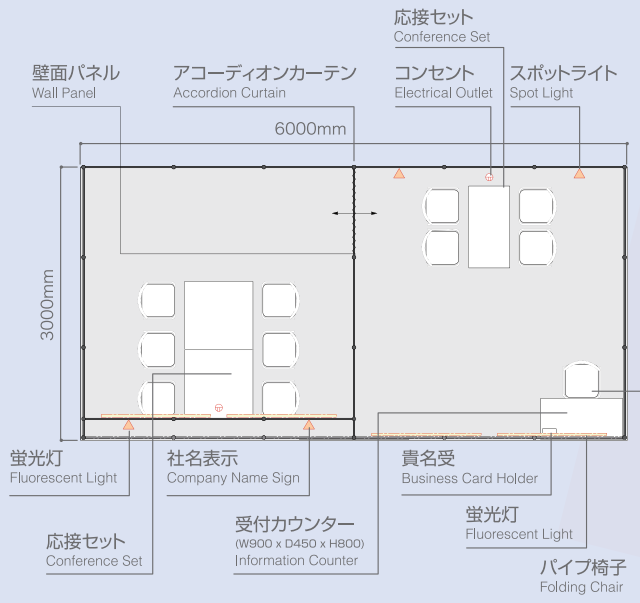 応接セット
Conference Set
壁面パネル
Wall Panel
アコーディオンカーテン
Accordion Curtain
コンセント
Electrical Outlet
スポットライト
Spot Light
6000mm
3000mm
蛍光灯
Fluorescent Light
社名表示
Company Name Sign
貴名受
Business Card Holder
応接セット
Conference Set
受付カウンター
(W900 x D450 x H800)
Information Counter
蛍光灯
Fluorescent Light
パイプ椅子
Folding Chair